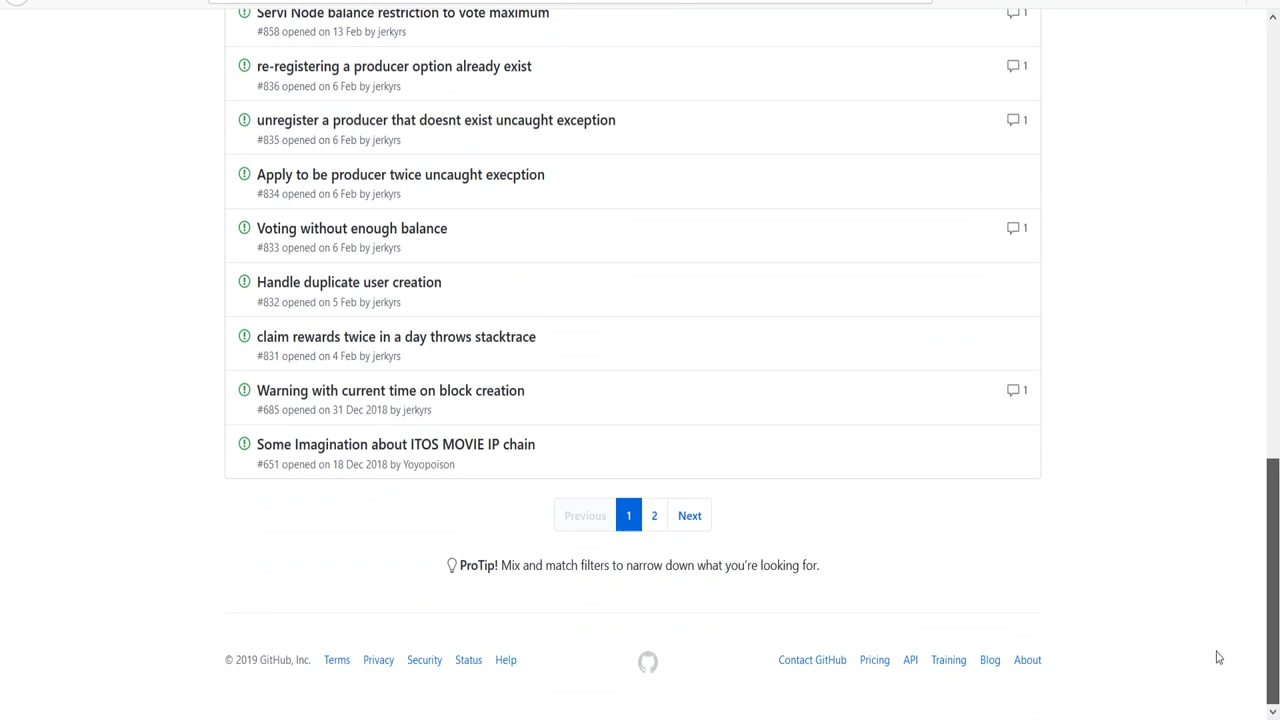 Servi Node balance restriction to vote maximum
1
#858 opened on 13 Feb by jerkyrs
re-registering a producer option already exist
1
#836 opened on 6 Feb by jerkyrs
unregister a producer that doesnt exist uncaught exception
1
#835 opened on 6 Feb by jerkyrs
Apply to be producer twice uncaught execption
#834 opened on 6 Feb by jerkyrs
Voting without enough balance
1
#833 opened on 6 Feb by jerkyrs
Handle duplicate user creation
#832 opened on 5 Feb by jerkyrs
claim rewards twice in a day throws stacktrace
#831 opened on 4 Feb by jerkyrs
Warning with current time on block creation
1
#685 opened on 31 Dec 2018 by jerkyrs
Some Imagination about ITOS MOVIE IP chain
#651 opened on 18 Dec 2018 by Yoyopoison
Previous 1 2 Next
ProTip! Mix and match filters to narrow down what you’re looking for.
© 2019 GitHub, Inc. Terms Privacy Security Status Help Contact GitHub Pricing API Training Blog About